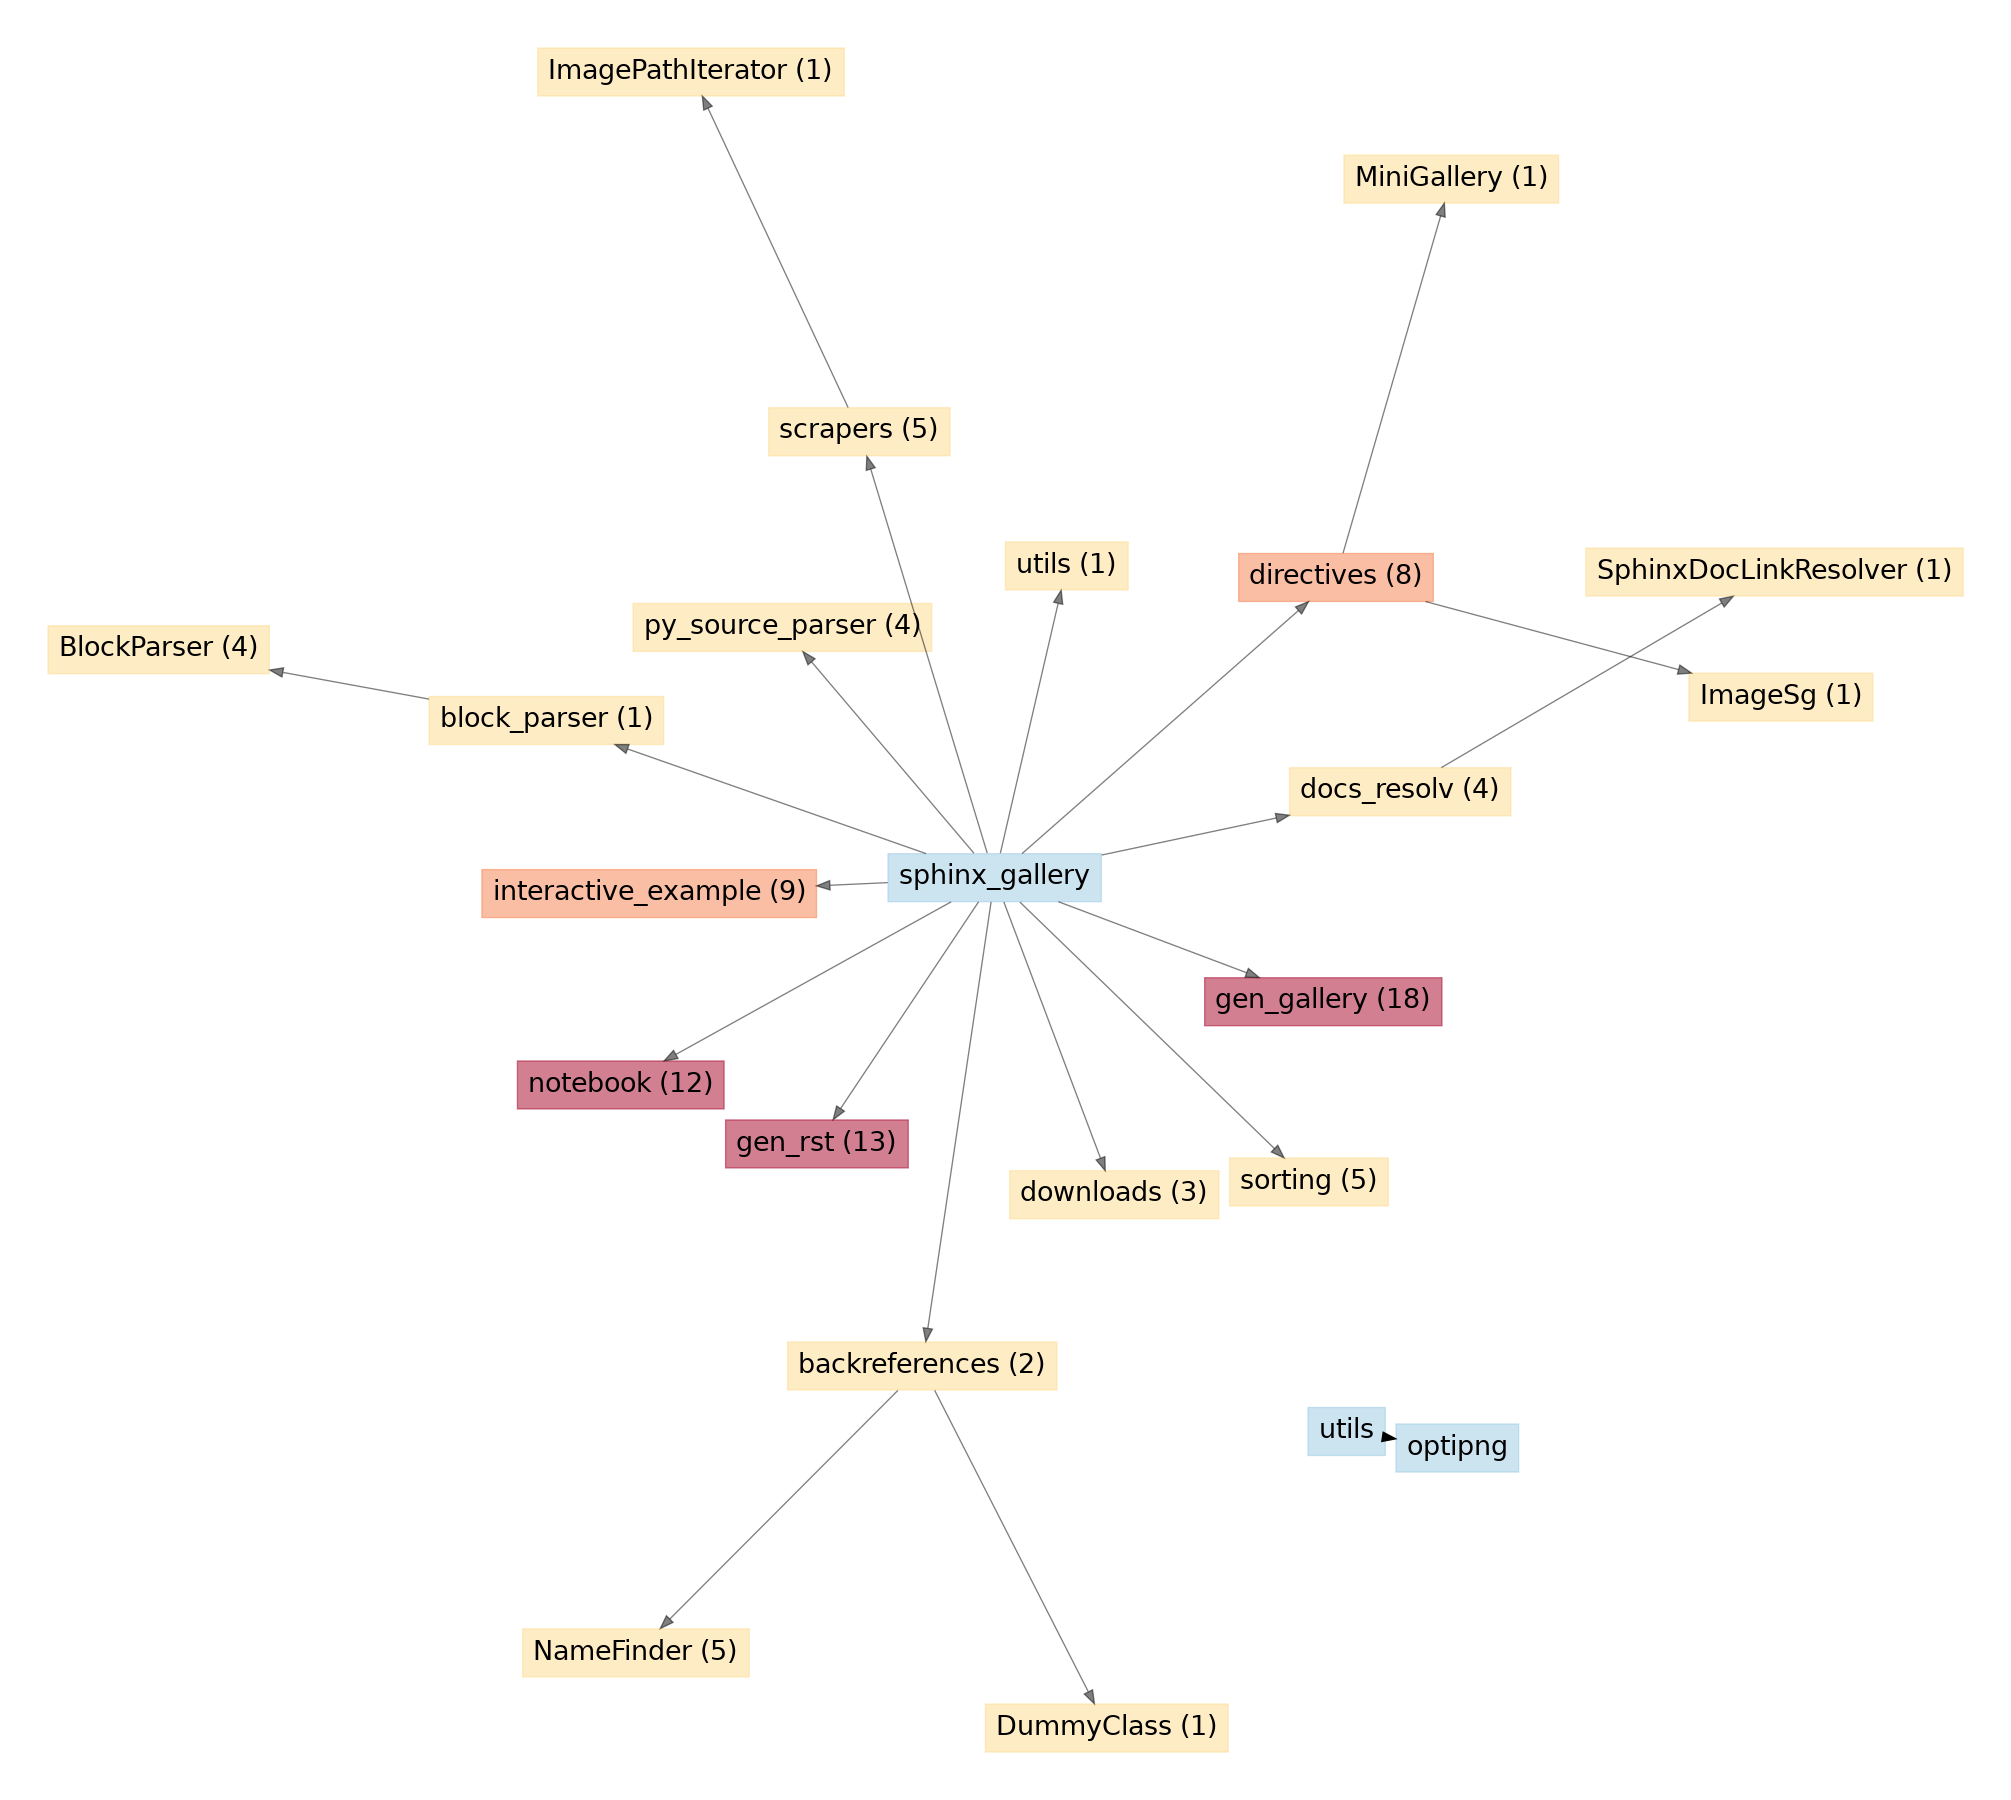 ImagePathIterator (1)
MiniGallery (1)
scrapers (5)
utils (1)
directives (8)
SphinxDocLinkResolver (1)
py_source_parser (4)
BlockParser (4)
ImageSg (1)
block_parser (1)
docs_resolv (4)
sphinx_gallery
interactive_example (9)
gen_gallery (18)
notebook (12)
gen_rst (13)
sorting (5)
downloads (3)
backreferences (2)
utils
optipng
NameFinder (5)
DummyClass (1)